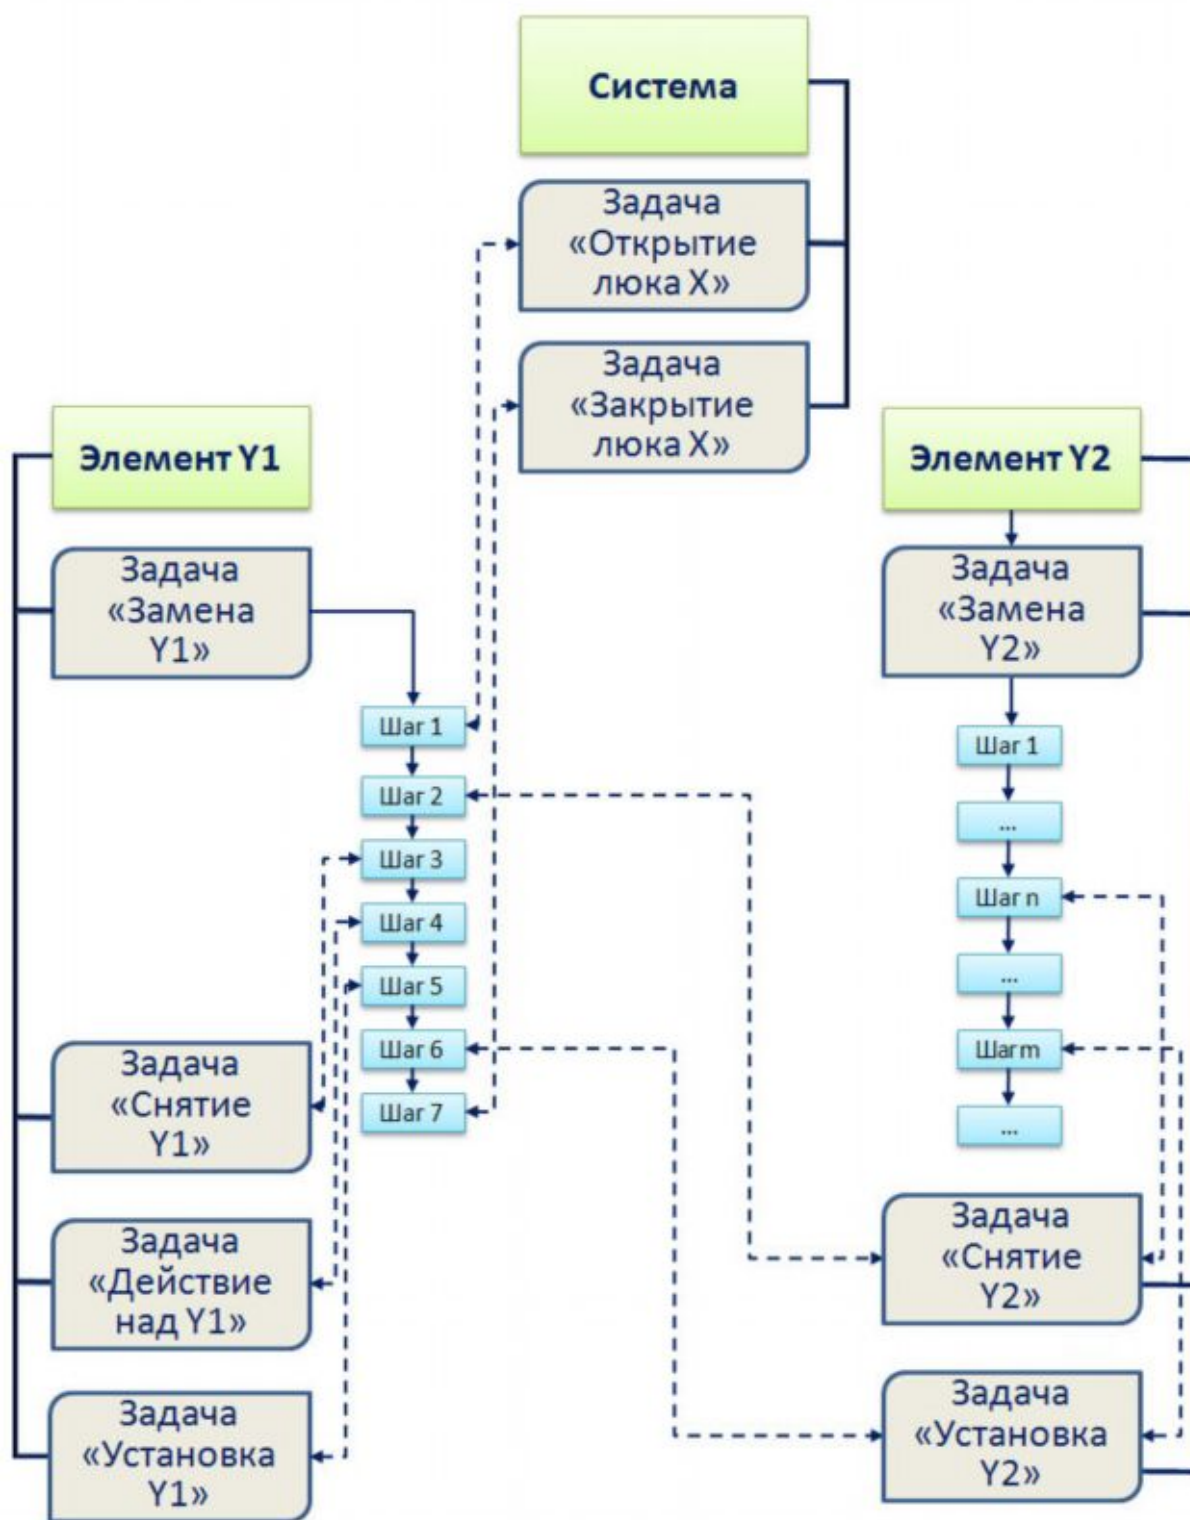 Система
Задача
«Открытие
люка X»
Задача
«Закрытие
люка X»
Элемент Y1
Задача
«Замена
Y1»
Шаг 1
Шаг 2
Шаг 3
Шаг 4
Шаг 5
Шаг 6
Шаг 7
Задача
«Снятие
Y1»
Задача
«Действие
над Y1»
Задача
«Установка
Y1»
Элемент Y2
Задача
«Замена
Y2»
Шаг 1
...
Шаг n
...
Шаг m
...
Задача
«Снятие
Y2»
Задача
«Установка
Y2»